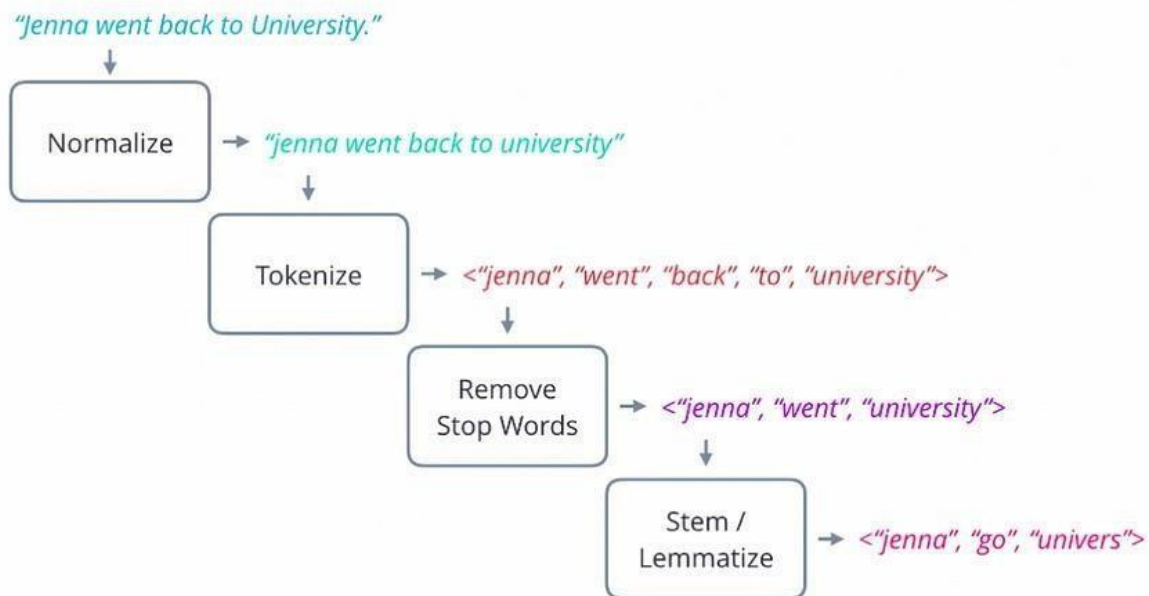 “Jenna went back to University.”
Normalize
“jenna went back to university”
Tokenize
<“jenna”, “went”, “back”, “to”, “university”>
Remove
Stop Words
<“jenna”, “went”, “university”>
Stem /
Lemmatize
<“jenna”, “go”, “univers”>